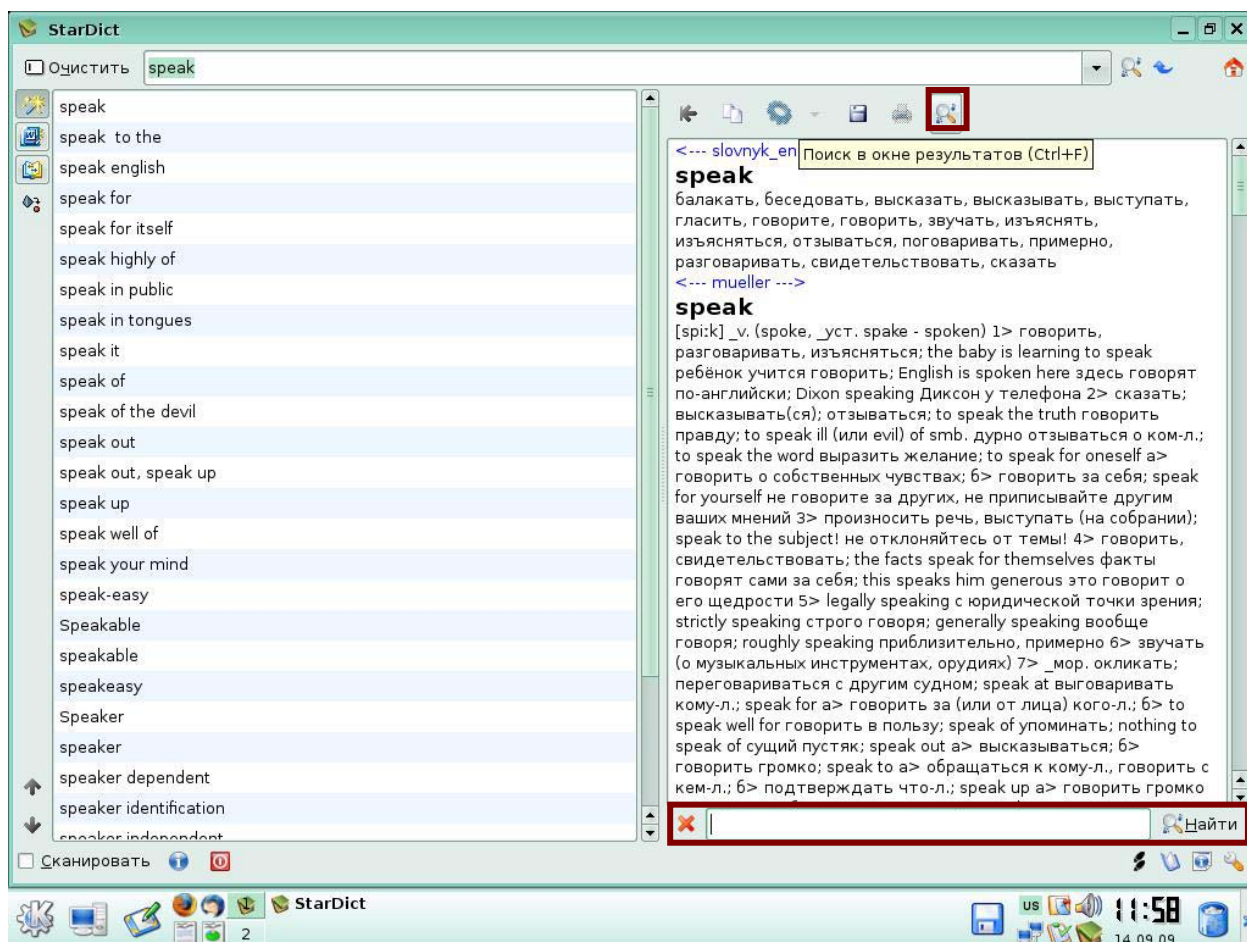 StarDict
Очистить speak
speak
speak to the
speak english
speak for
speak for itself
speak highly of
speak in public
speak in tongues
speak it
speak of
speak of the devil
speak out
speak out, speak up
speak up
speak well of
speak your mind
speak-easy
Speakable
speakable
speakeasy
Speaker
speaker
speaker dependent
speaker identification
speaker independent
Поиск в окне результатов (Ctrl+F)
<--- slovnyk_en
speak
балакать, беседовать, высказать, высказывать, выступать,
гласить, говорите, говорить, звучать, изъяснять,
изъясняться, отзываться, поговаривать, примерно,
разговаривать, свидетельствовать, сказать
<--- mueller --->
speak
[spi:k] _v. (spoke, _уст. spake - spoken) 1> говорить,
разговаривать, изъясняться; the baby is learning to speak
ребёнок учится говорить; English is spoken here здесь говорят
по-английски; Dixon speaking Диксон у телефона 2> сказать;
высказывать(ся); отзываться; to speak the truth говорить
правду; to speak ill (или evil) of smb. дурно отзываться о ком-л.;
to speak the word выразить желание; to speak for oneself а>
говорить о собственных чувствах; б> говорить за себя; speak
for yourself не говорите за других, не приписывайте другим
ваших мнений 3> произносить речь, выступать (на собрании);
speak to the subject! не отклоняйтесь от темы! 4> говорить,
свидетельствовать; the facts speak for themselves факты
говорят сами за себя; this speaks him generous это говорит о
его щедрости 5> legally speaking с юридической точки зрения;
strictly speaking строго говоря; generally speaking вообще
говоря; roughly speaking приблизительно, примерно 6> звучать
(о музыкальных инструментах, орудиях) 7> _мор. окликать;
переговариваться с другим судном; speak at выговаривать
кому-л.; speak for а> говорить за (или от лица) кого-л.; б> to
speak well for говорить в пользу; speak of упоминать; nothing to
speak of сущий пустяк; speak out а> высказываться; б>
говорить громко; speak to а> обращаться к кому-л., говорить с
кем-л.; б> подтверждать что-л.; speak up а> говорить громко
Найти
Сканировать
StarDict
2
us
11:58
14.09.09